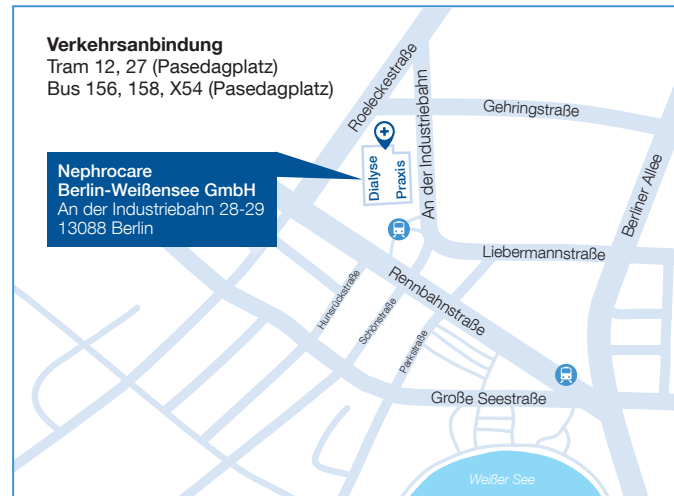 Verkehrsanbindung
Tram 12, 27 (Pasedagplatz)
Bus 156, 158, X54 (Pasedagplatz)
Nephrocare
Berlin-Weißensee GmbH
An der Industriebahn 28-29
13088 Berlin
Roeleckestraße
An der Industriebahn
Gehringstraße
Berliner Allee
Dialyse
Praxis
Liebermannstraße
Rennbahnstraße
Hunsrückstraße
Schönstraße
Parkstraße
Große Seestraße
Weißer See